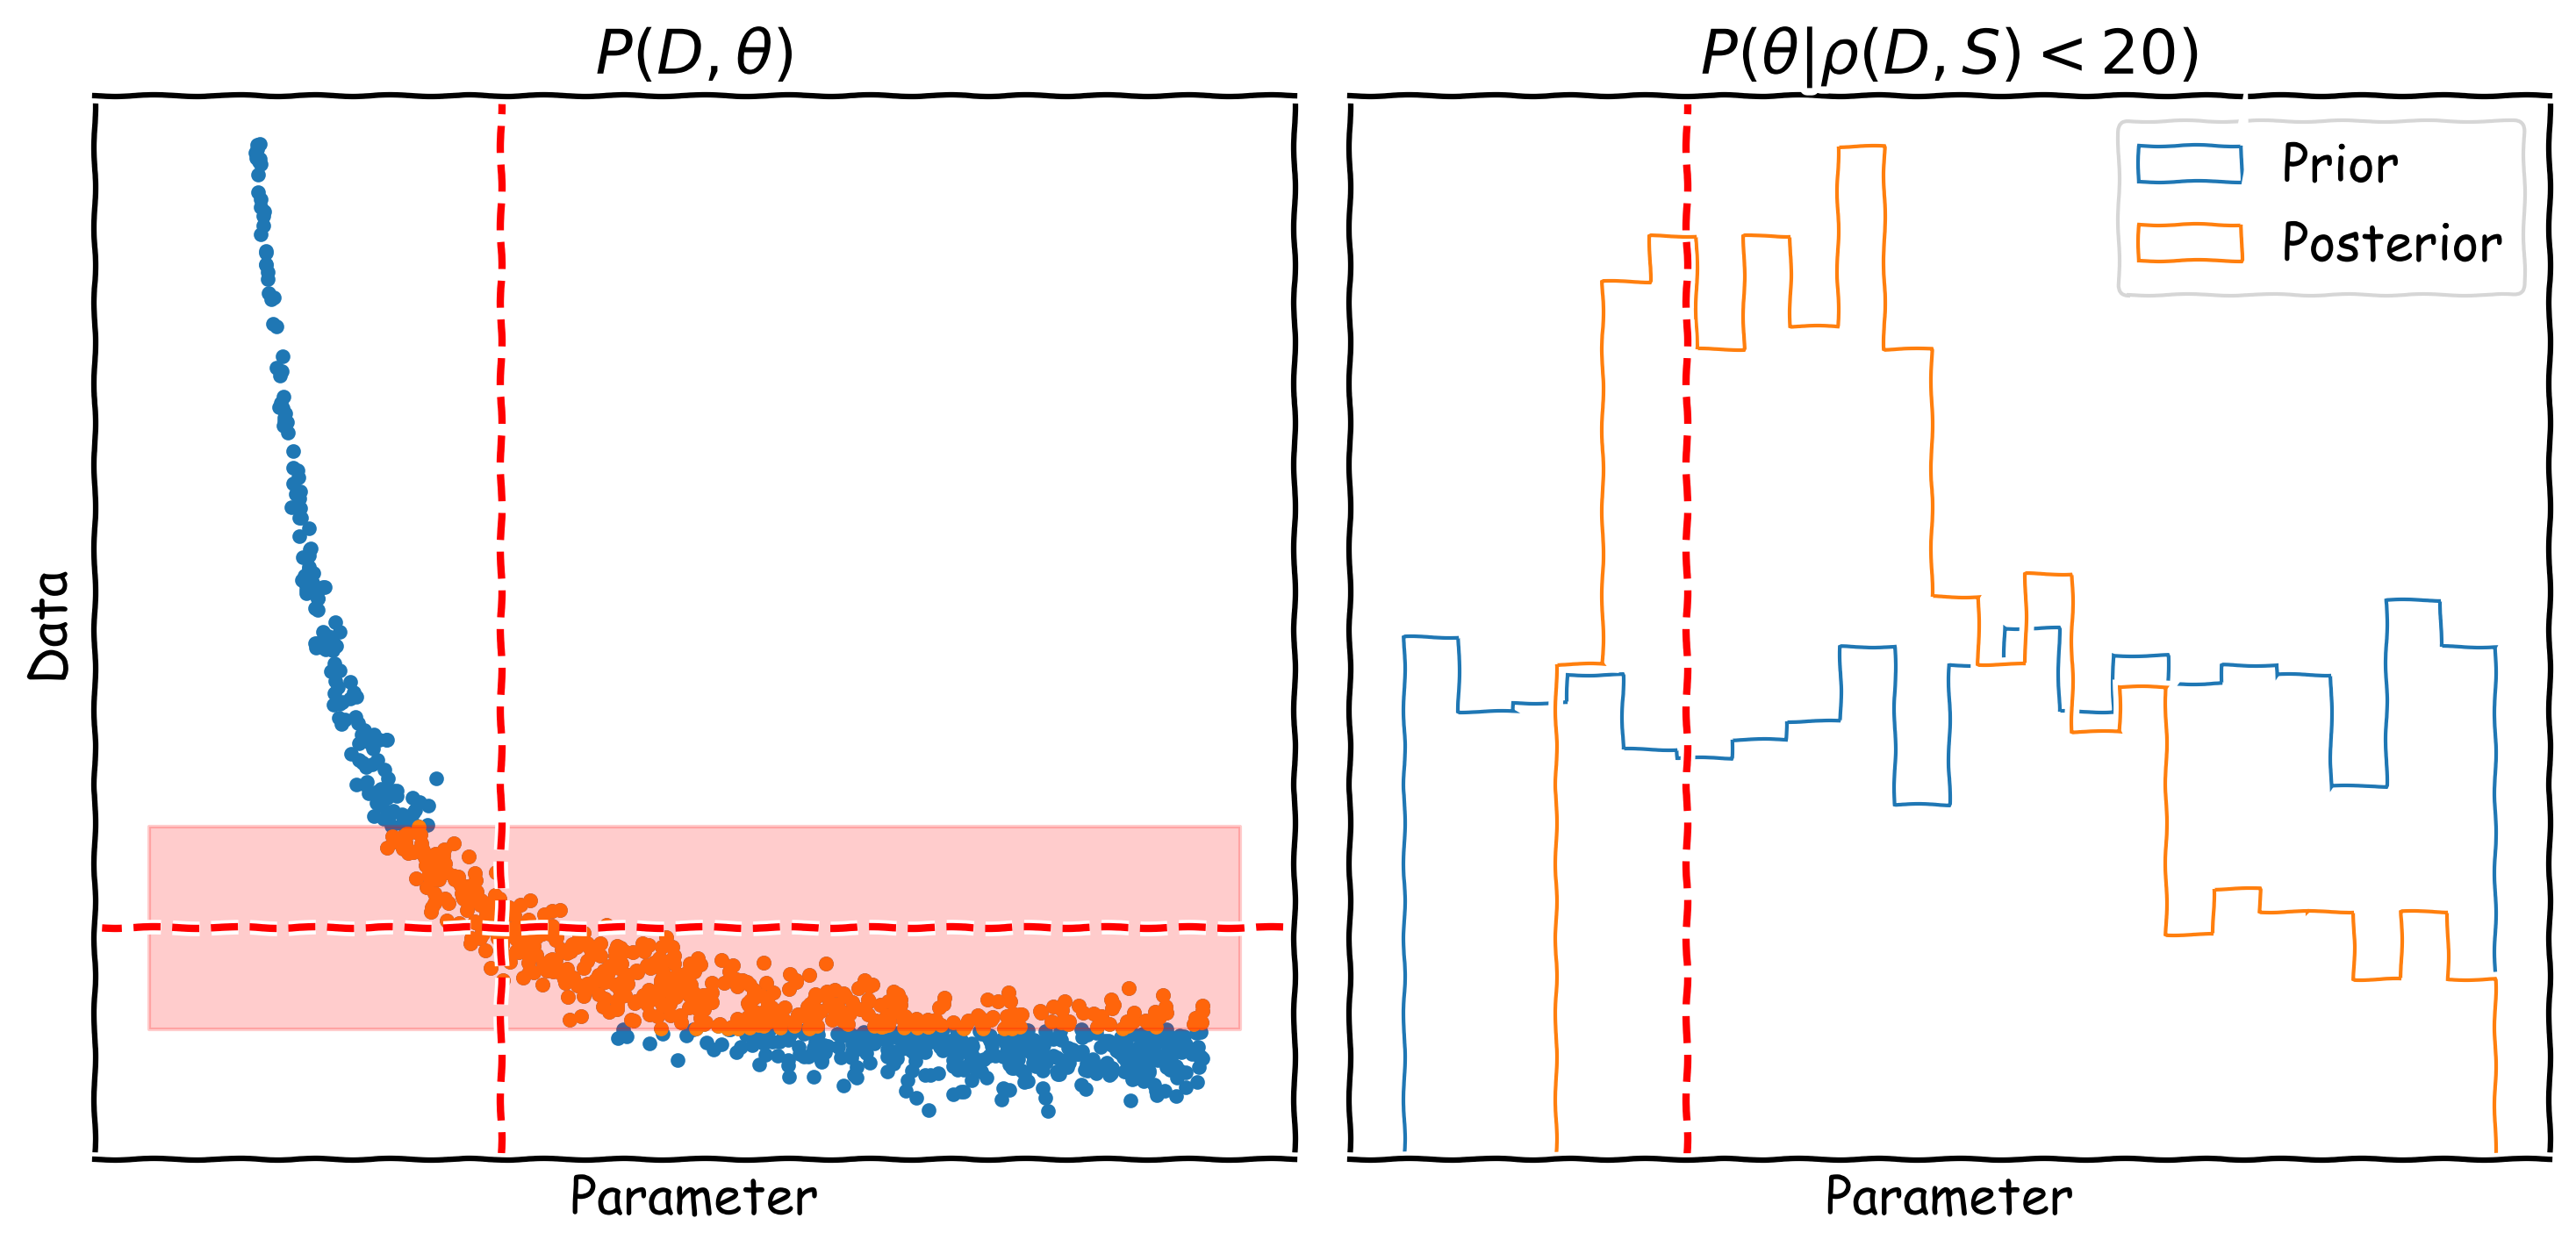 P(D, θ)
P(θ|ρ(D, S) < 20)
Prior
Posterior
Data
Parameter
Parameter